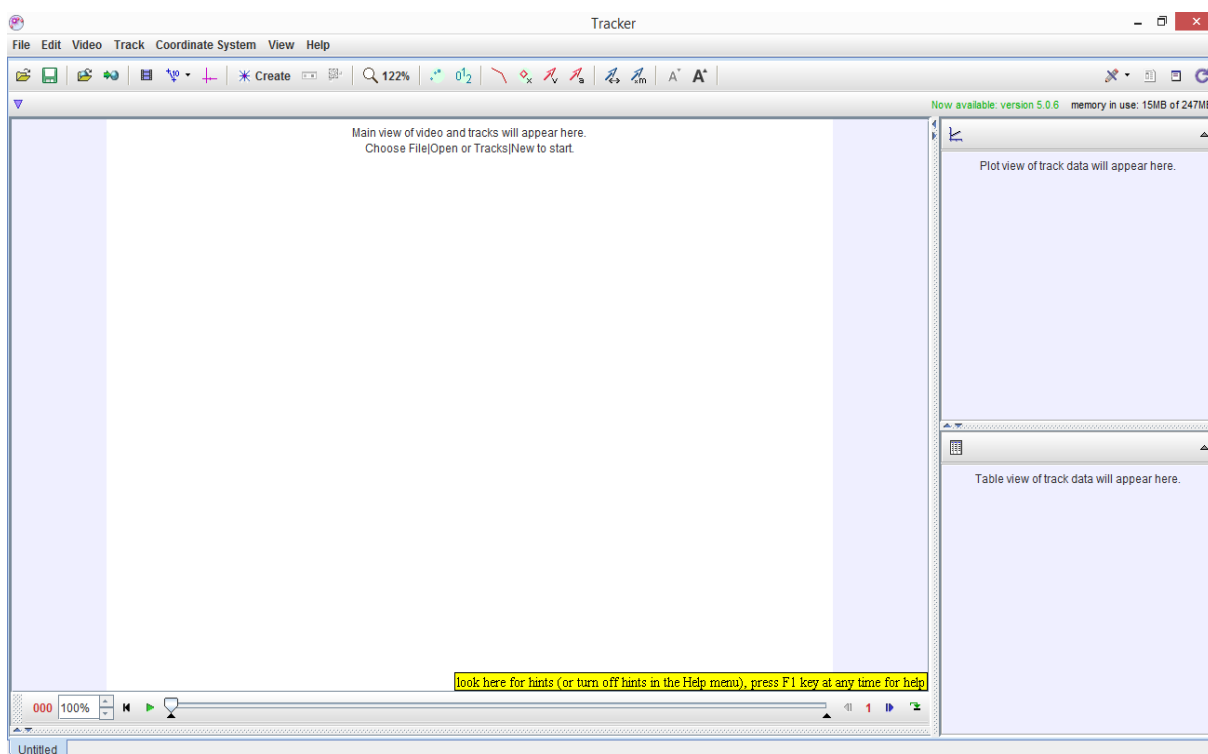 Tracker
File Edit Video Track Coordinate System View Help
Create 122%
Now available: version 5.0.6 memory in use: 15MB of 247MB
Main view of video and tracks will appear here.
Choose File|Open or Tracks|New to start.
Plot view of track data will appear here.
Table view of track data will appear here.
look here for hints (or turn off hints in the Help menu), press F1 key at any time for help
000 100% 1
Untitled